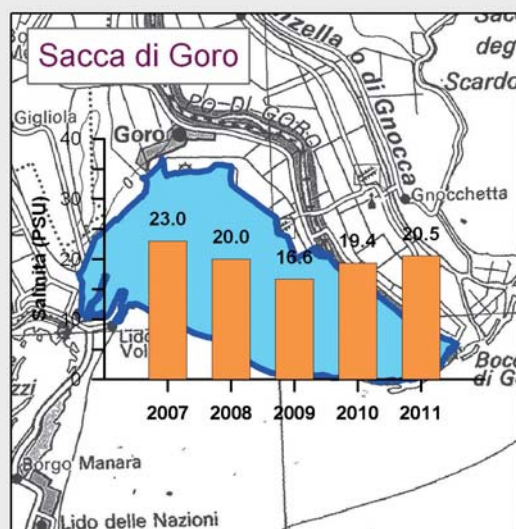 Sacca di Goro
Gigliola
Goro
PO DI GORO
o di Gnocca
Sacc
deg
Scardo
Gnocchetta
40
30
20
10
0
Salinità (PSU)
23.0
20.0
16.6
19.4
20.5
Lido
Vol
Bocc
di G
2007
2008
2009
2010
2011
Borgo Manara
Lido delle Nazioni